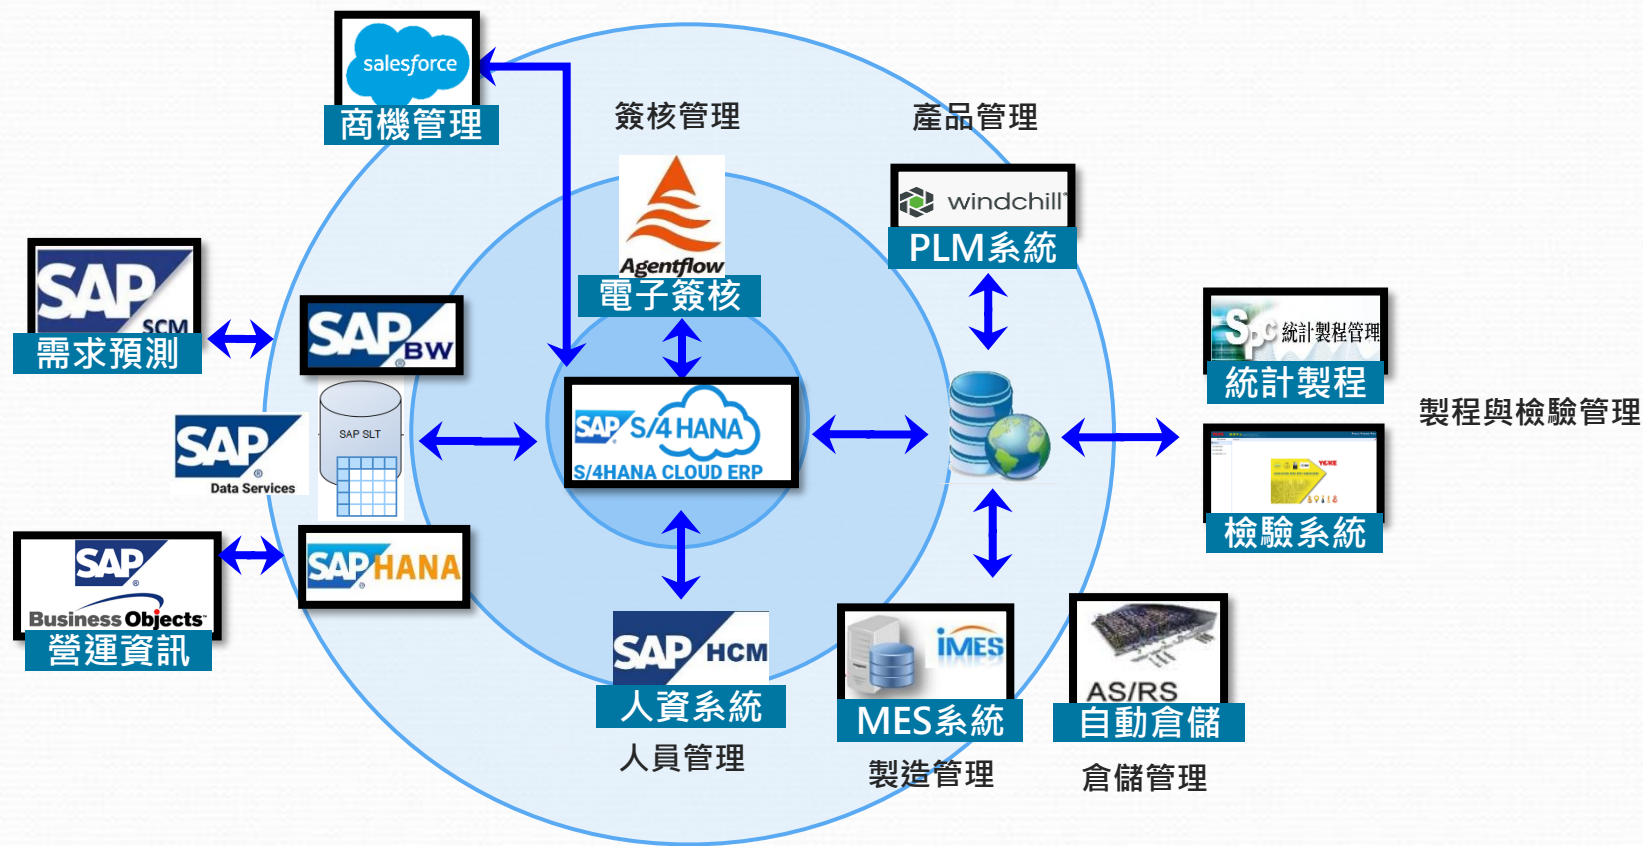 salesforce
商機管理
簽核管理
產品管理
Agentflow
電子簽核
windchill
PLM系統
SAP
SCM
需求預測
SAP
BW
SPC 統計製程管理
統計製程
製程與檢驗管理
SAP
Data Services
SAP SLT
SAP S/4 HANA
S/4HANA CLOUD ERP
檢驗系統
SAP
Business Objects
營運資訊
SAP HANA
SAP HCM
人資系統
人員管理
iMES
MES系統
製造管理
AS/RS
自動倉儲
倉儲管理